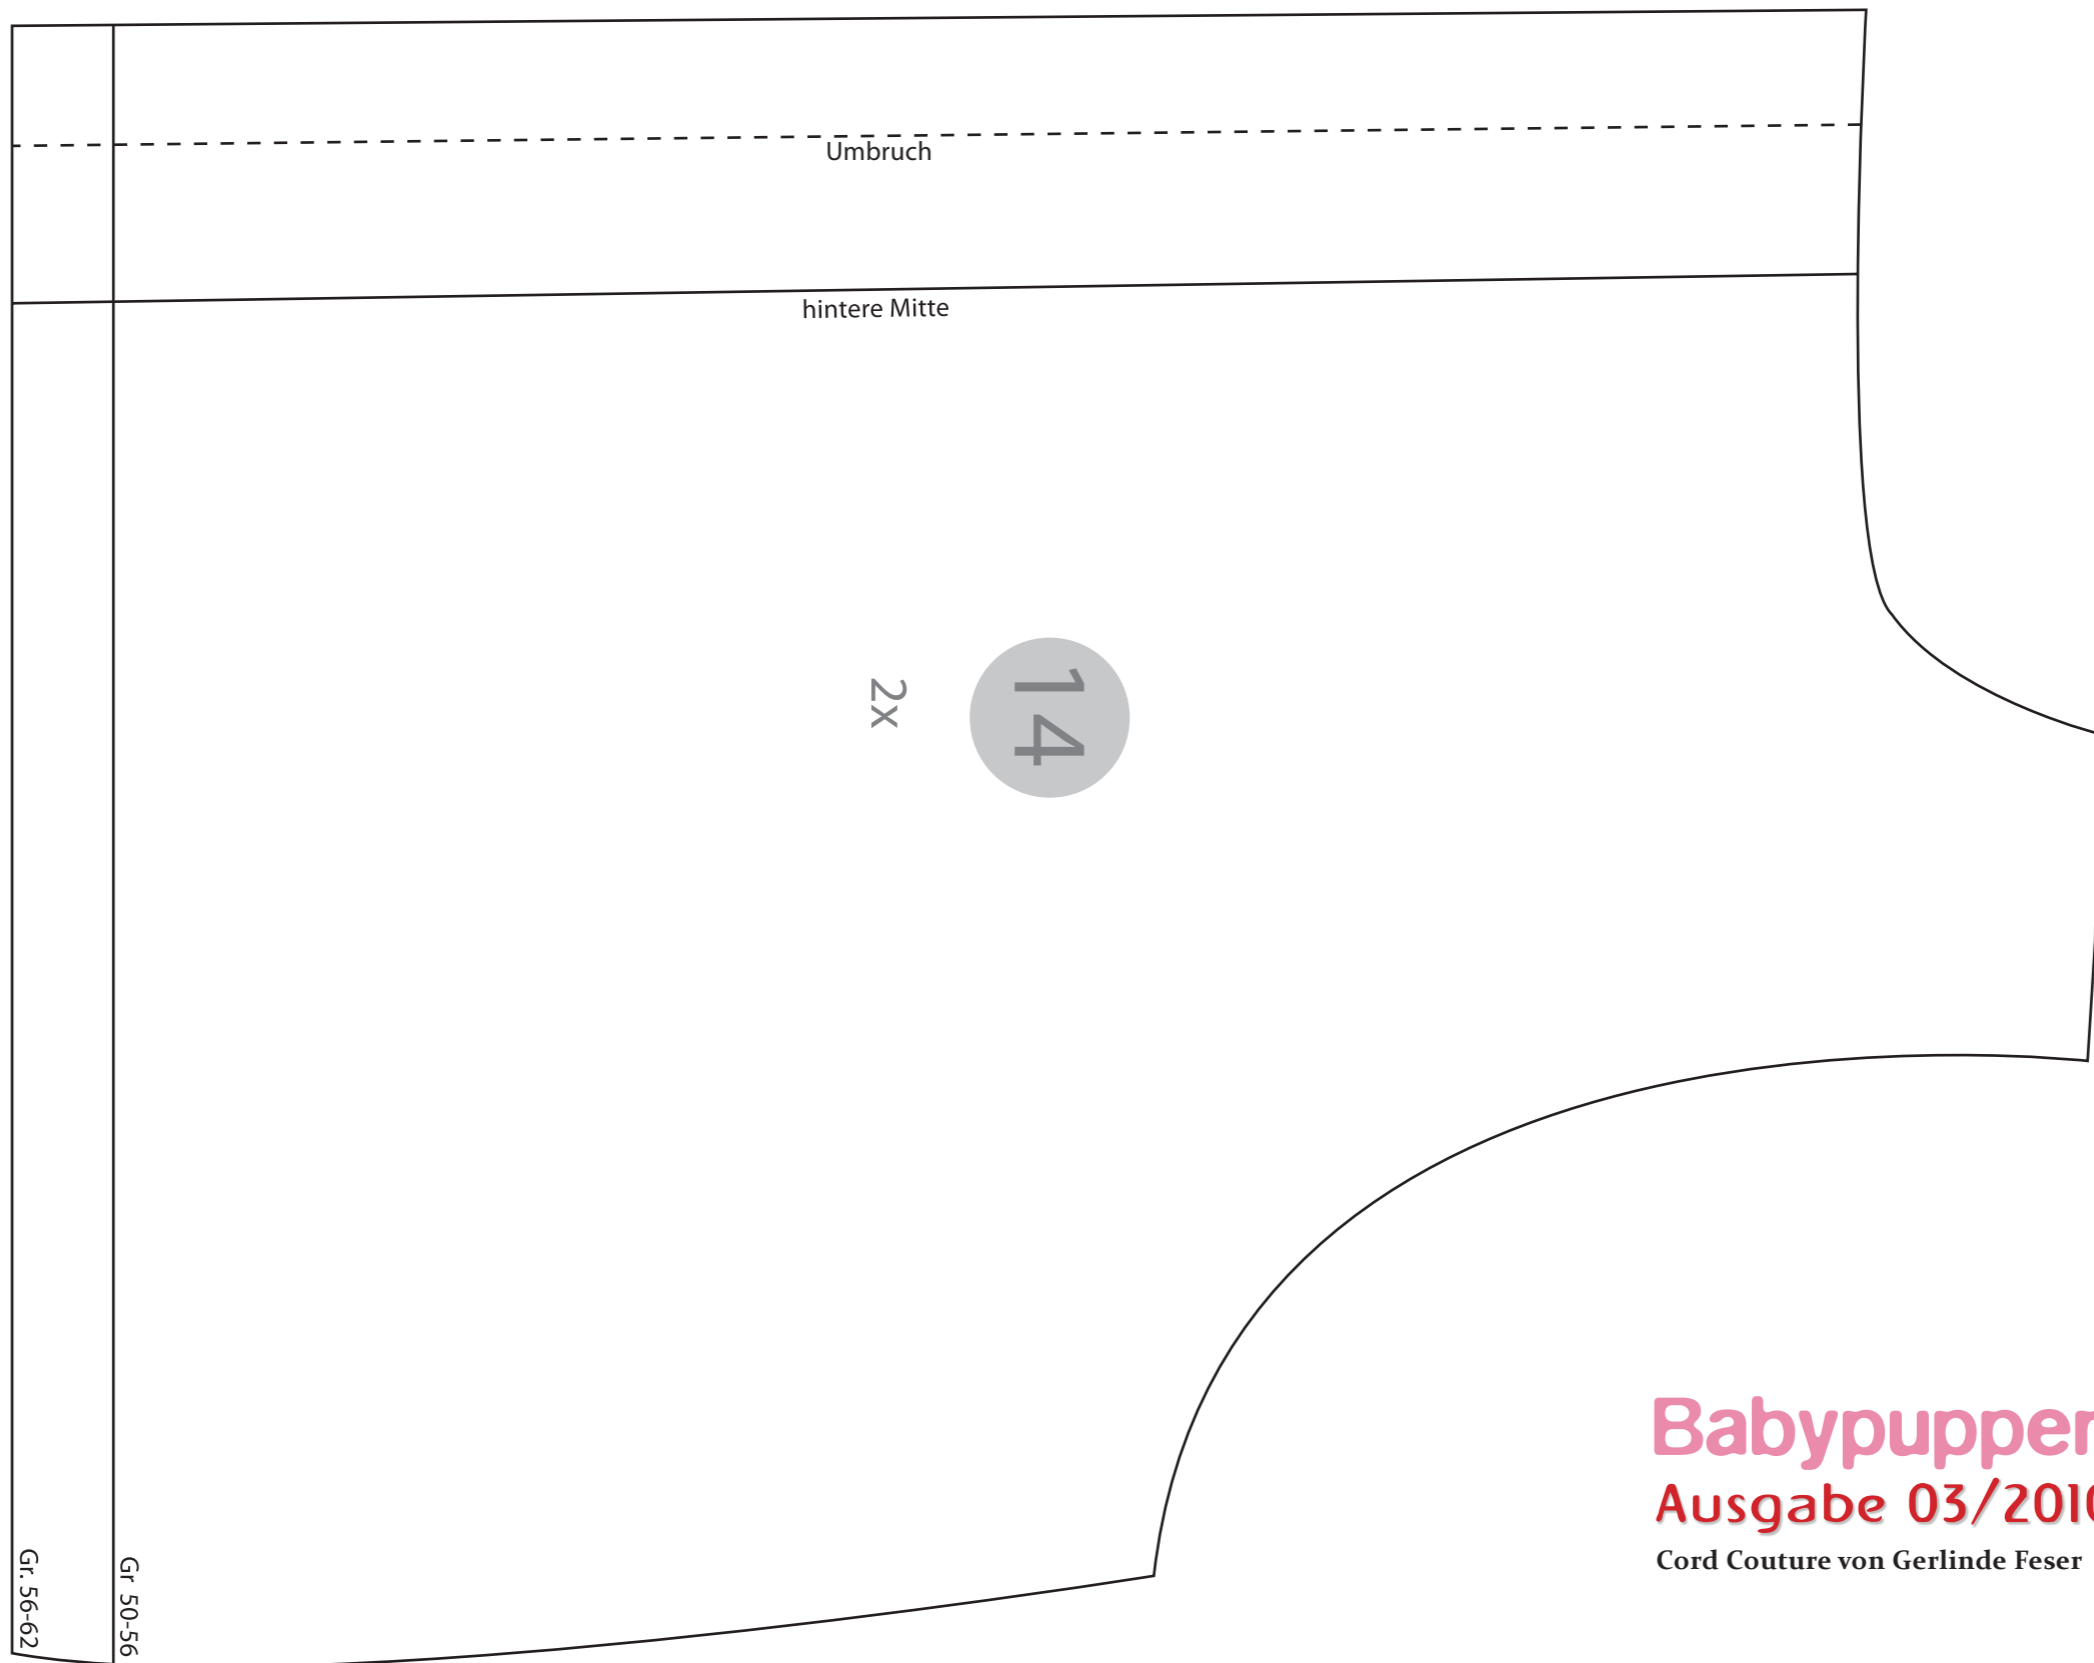 Umbruch
hintere Mitte
14
2x
Gr. 56-62
Gr 50-56
Babypupper
Ausgabe 03/2010
Cord Couture von Gerlinde Feser